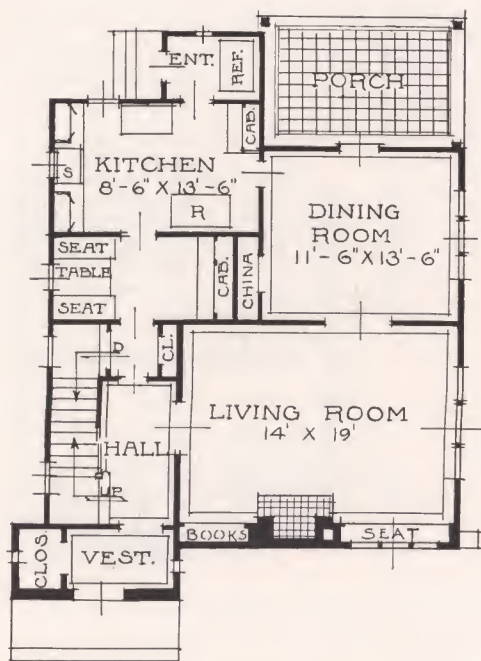 ENT.
REF.
PORCH
CAB.
KITCHEN
8'-6" X 13'-6"
S
R
DINING
ROOM
11'-6" X 13'-6"
SEAT
TABLE
SEAT
CAB.
CHINA
D
CL.
LIVING ROOM
14' X 19'
HALL
UP
BOOKS
SEAT
CLOS.
VEST.